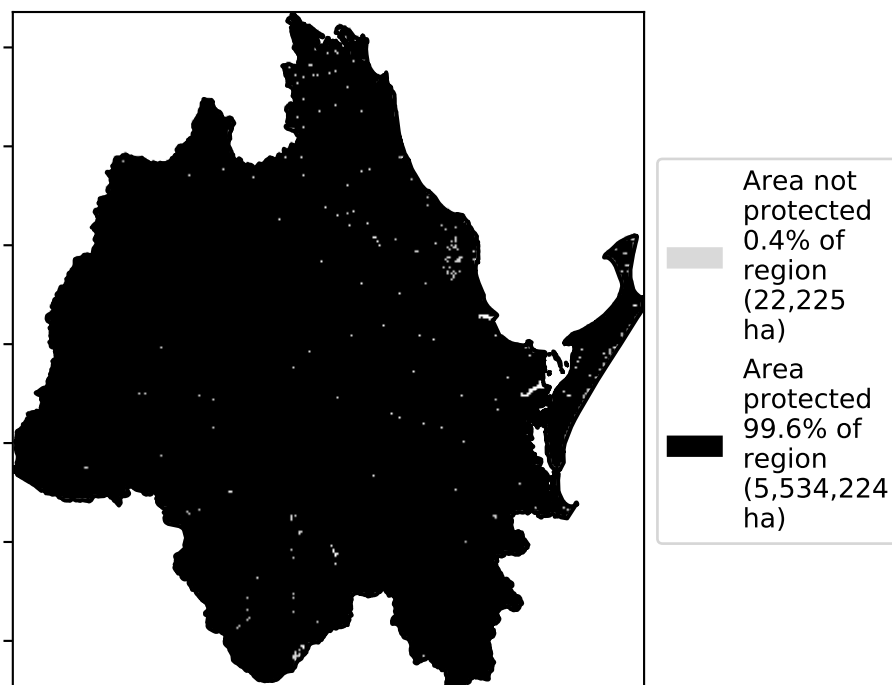 Area not
protected
0.4% of
region
(22,225
ha)
Area
protected
99.6% of
region
(5,534,224
ha)